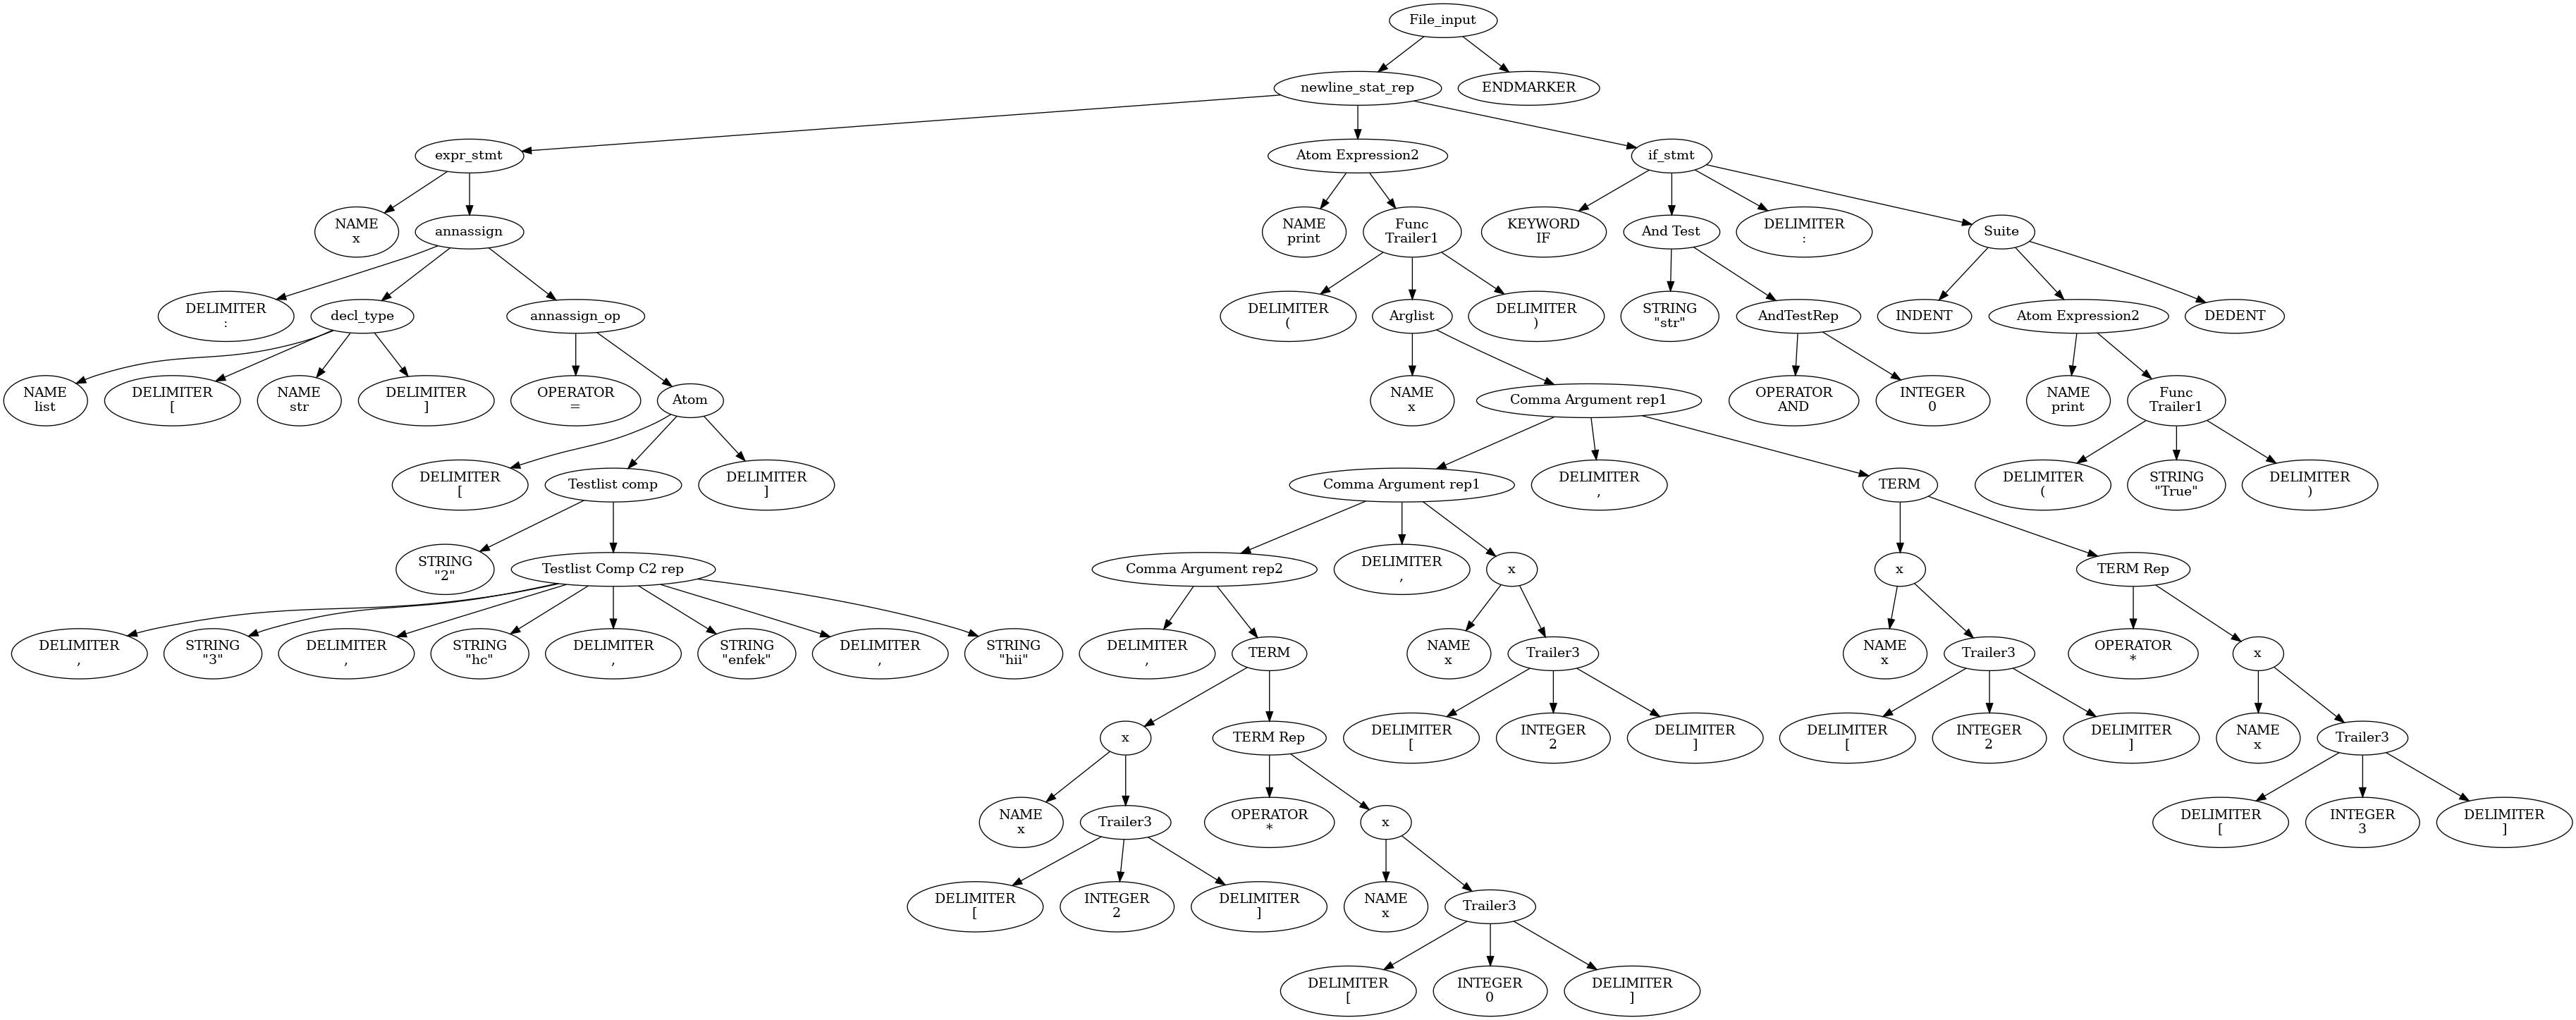 File_input
newline_stat_rep
ENDMARKER
expr_stmt
Atom Expression2
if_stmt
NAME
x
annassign
NAME
print
Func
Trailer1
KEYWORD
IF
And Test
DELIMITER
:
Suite
DELIMITER
:
decl_type
annassign_op
DELIMITER
(
Arglist
DELIMITER
)
STRING
"str"
AndTestRep
INDENT
Atom Expression2
DEDENT
NAME
list
DELIMITER
[
NAME
str
DELIMITER
]
OPERATOR
=
Atom
NAME
x
Comma Argument rep1
OPERATOR
AND
INTEGER
0
NAME
print
Func
Trailer1
DELIMITER
[
Testlist comp
DELIMITER
]
Comma Argument rep1
DELIMITER
,
TERM
DELIMITER
(
STRING
"True"
DELIMITER
)
STRING
"2"
Testlist Comp C2 rep
Comma Argument rep2
DELIMITER
,
x
x
TERM Rep
DELIMITER
,
STRING
"3"
DELIMITER
,
STRING
"hc"
DELIMITER
,
STRING
"enfek"
DELIMITER
,
STRING
"hii"
DELIMITER
,
TERM
NAME
x
Trailer3
NAME
x
Trailer3
OPERATOR
*
x
x
TERM Rep
DELIMITER
[
INTEGER
2
DELIMITER
]
DELIMITER
[
INTEGER
2
DELIMITER
]
NAME
x
Trailer3
NAME
x
Trailer3
OPERATOR
*
x
DELIMITER
[
INTEGER
3
DELIMITER
]
DELIMITER
[
INTEGER
2
DELIMITER
]
NAME
x
Trailer3
DELIMITER
[
INTEGER
0
DELIMITER
]